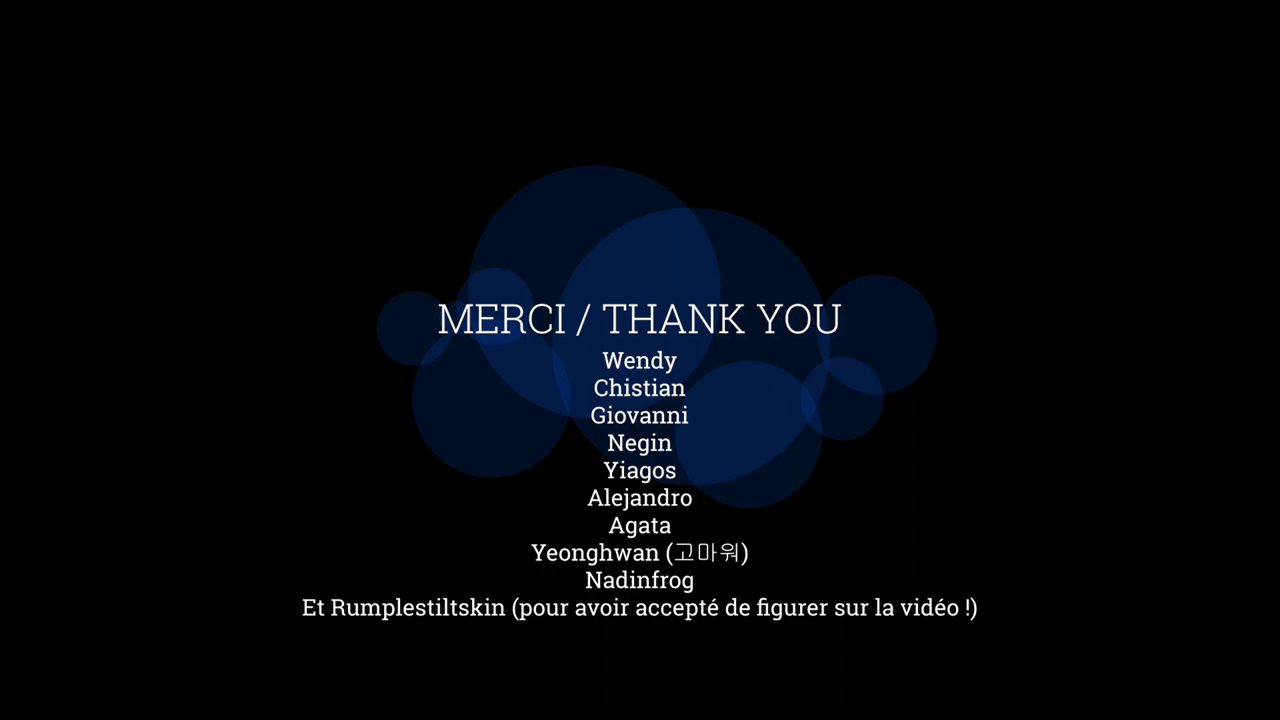 MERCI / THANK YOU
Wendy
Chistian
Giovanni
Negin
Yiagos
Alejandro
Agata
Yeonghwan (고마워)
Nadinfrog
Et Rumplestiltskin (pour avoir accepté de figurer sur la vidéo !)